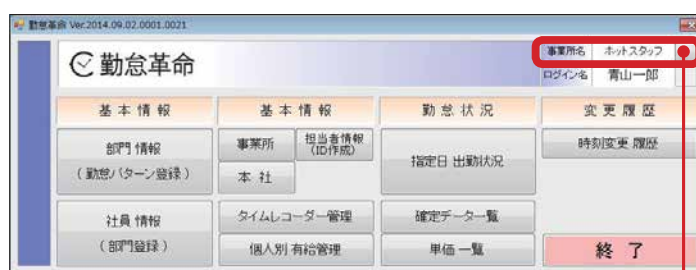 勤怠革命 Ver.2014.09.02.0001.0021
勤怠革命
事業所名 ホットスタッフ
ログイン名 青山一郎
基本情報 基本情報 勤怠状況 変更履歴
部門 情報
(勤怠パターン登録)
事業所
担当者情報
(ID作成)
本 社
指定日 出勤状況
時刻変更 履歴
社員 情報
(部門登録)
タイムレコーダー管理
個人別 有給管理
確定データ一覧
単価 一覧
終 了